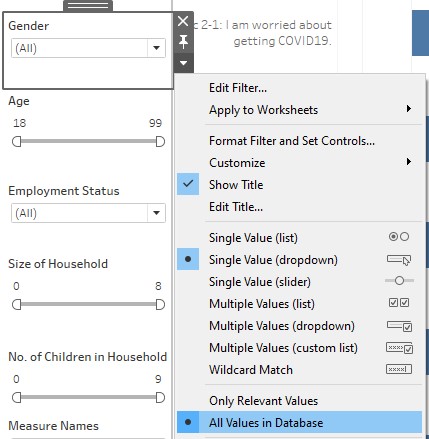 Gender
(All)
Age
18 99
Employment Status
(All)
Size of Household
0 8
No. of Children in Household
0 9
Measure Names
2-1: I am worried about
getting COVID19.
Edit Filter...
Apply to Worksheets
Format Filter and Set Controls...
Customize
Show Title
Edit Title...
Single Value (list)
Single Value (dropdown)
Single Value (slider)
Multiple Values (list)
Multiple Values (dropdown)
Multiple Values (custom list)
Wildcard Match
Only Relevant Values
All Values in Database